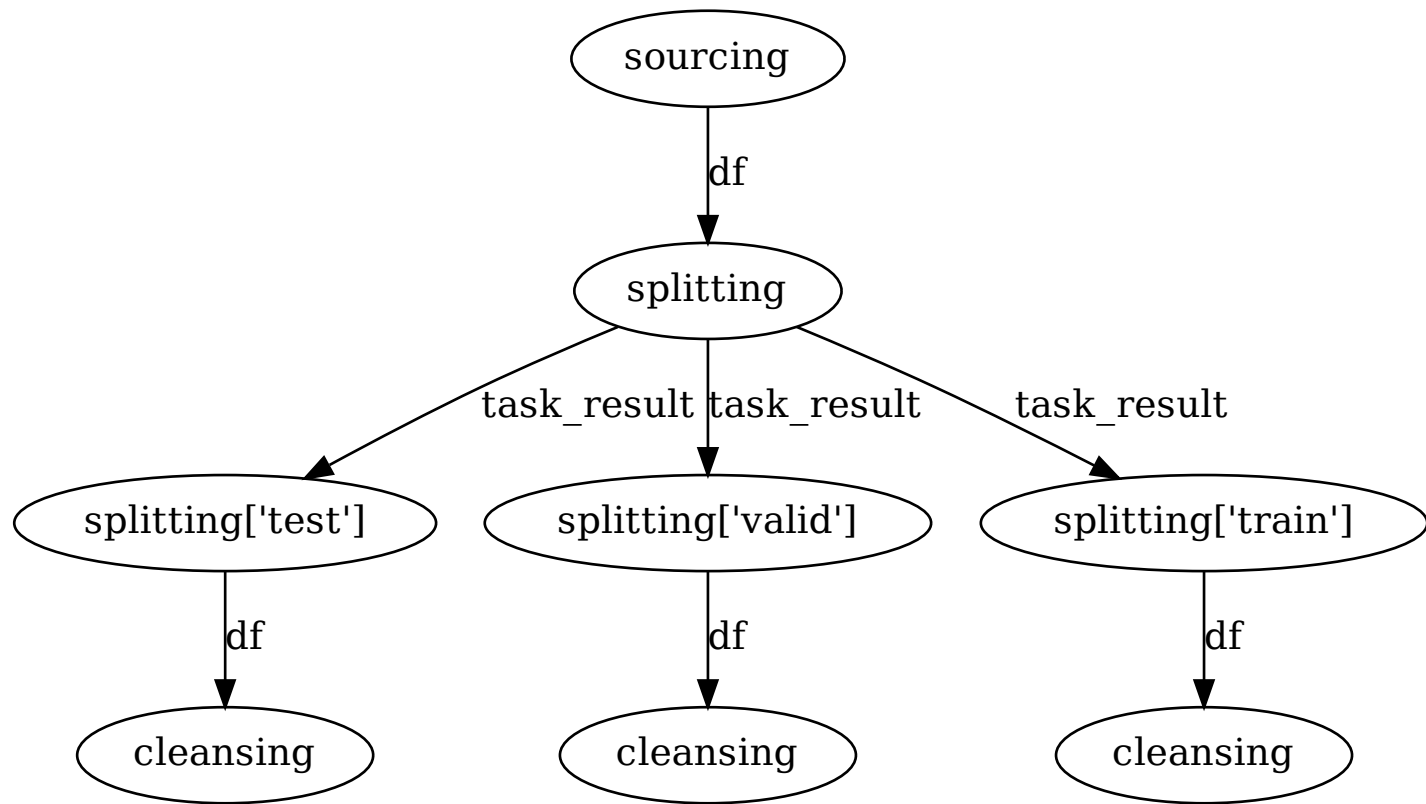 sourcing
df
splitting
task_result task_result task_result
splitting['test'] splitting['valid'] splitting['train']
df df df
cleansing cleansing cleansing